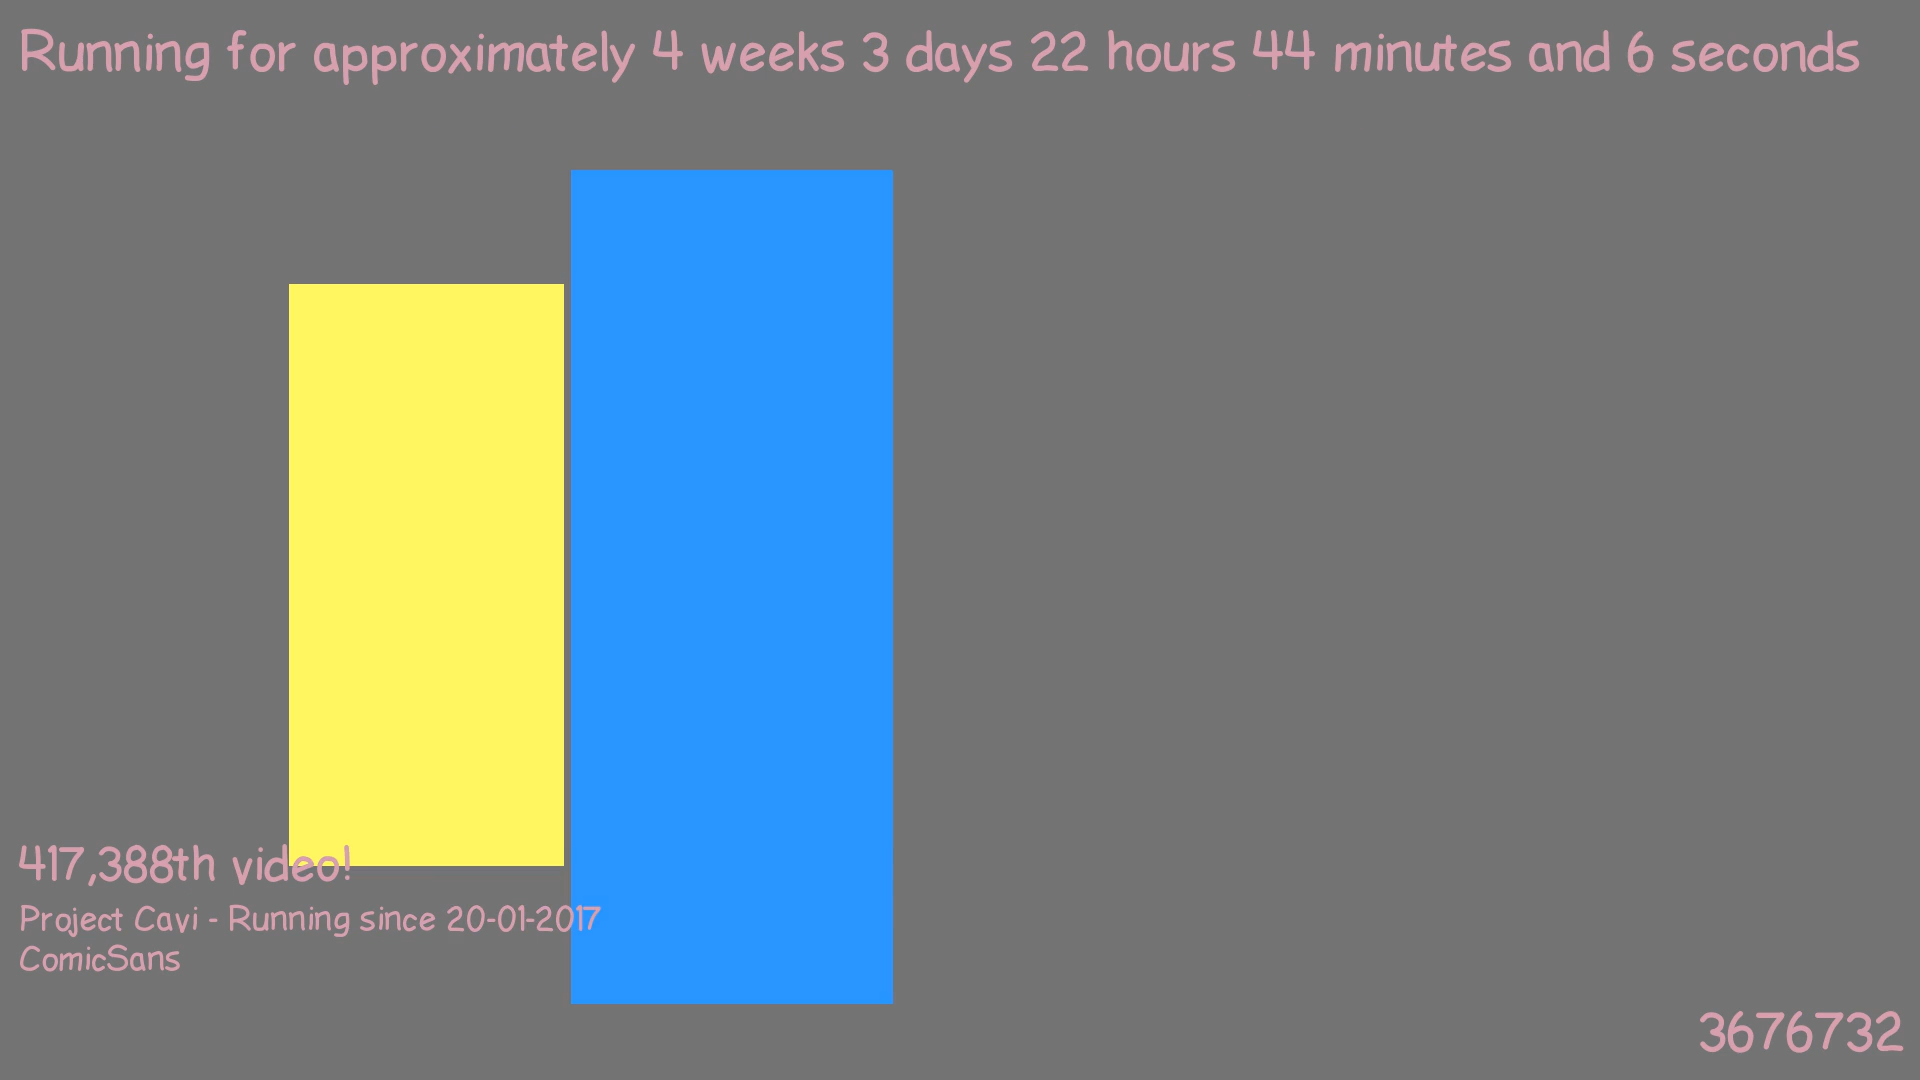 Running for approximately 4 weeks 3 days 22 hours 44 minutes and 6 seconds
417,388th video!
Project Cavi - Running since 20-01-2017
ComicSans
3676732